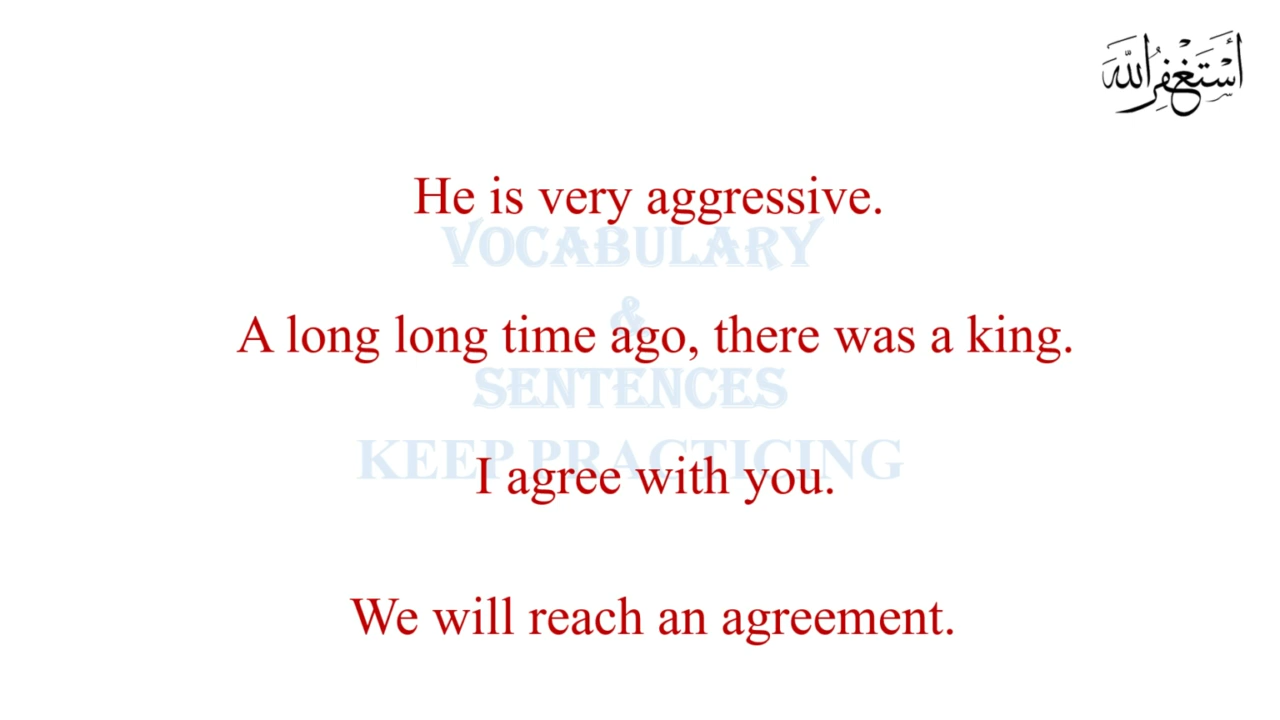 أَسْتَغْفِرُ اللّٰه
He is very aggressive.
VOCABULARY
&
A long long time ago, there was a king.
SENTENCES
KEEP PRACTICING
I agree with you.
We will reach an agreement.